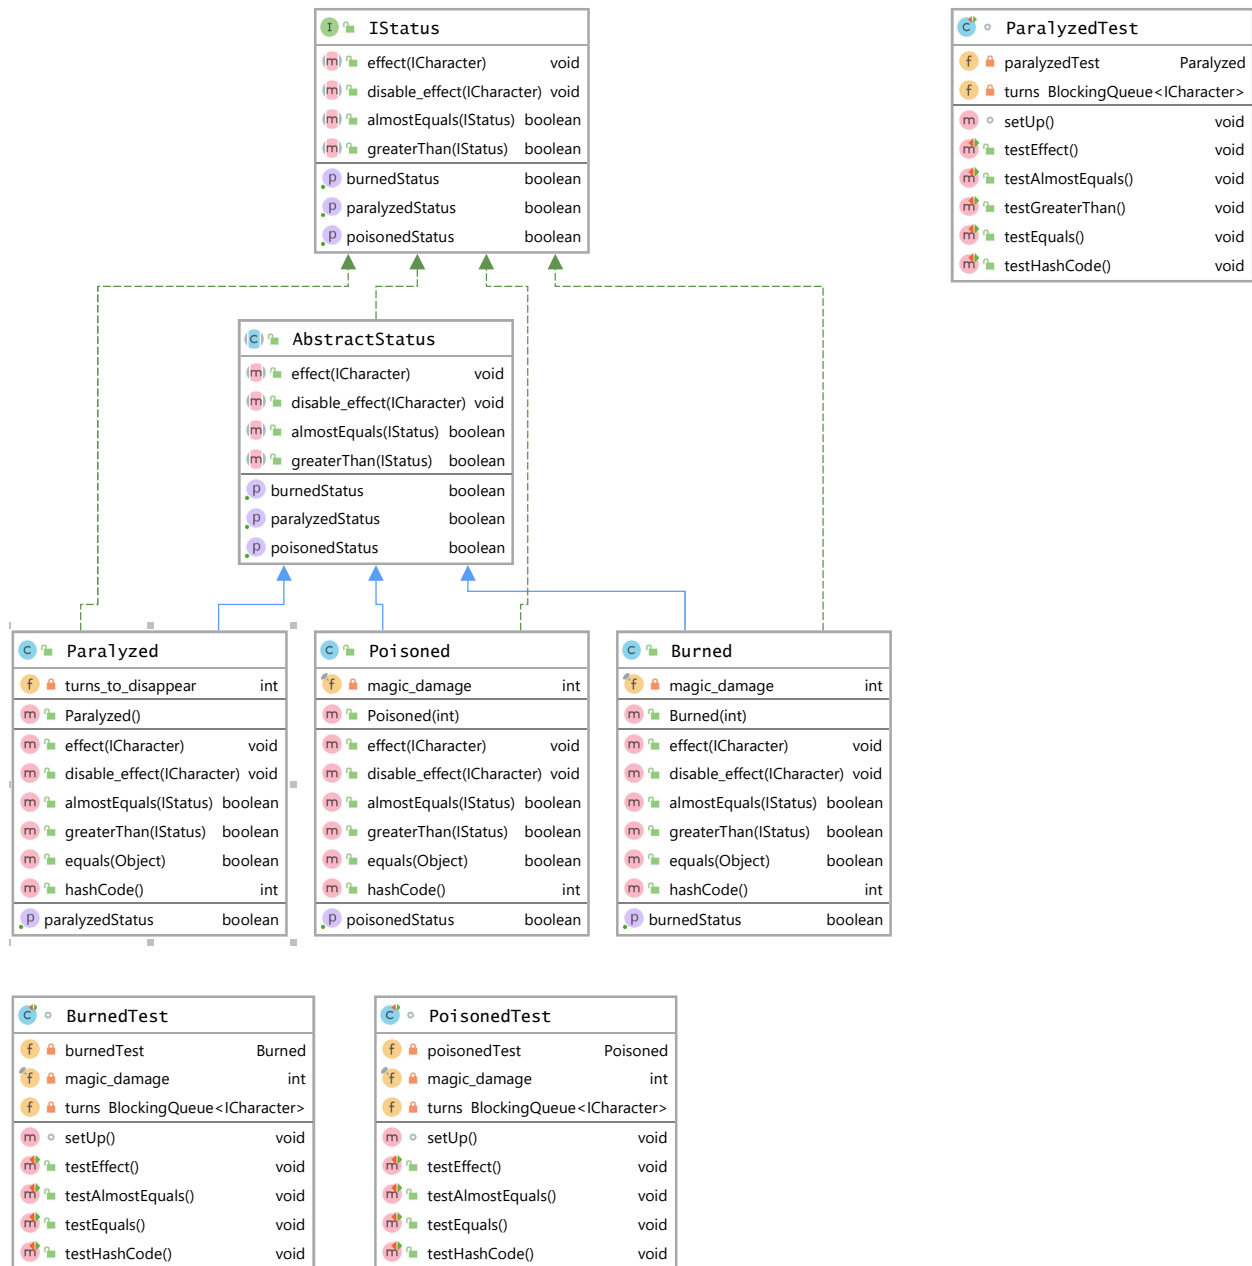 IStatus
effect(ICharacter) void
disable_effect(ICharacter) void
almostEquals(IStatus) boolean
greaterThan(IStatus) boolean
burnedStatus boolean
paralyzedStatus boolean
poisonedStatus boolean
ParalyzedTest
paralyzedTest Paralyzed
turns BlockingQueue<ICharacter>
setUp() void
testEffect() void
testAlmostEquals() void
testGreaterThan() void
testEquals() void
testHashCode() void
AbstractStatus
effect(ICharacter) void
disable_effect(ICharacter) void
almostEquals(IStatus) boolean
greaterThan(IStatus) boolean
burnedStatus boolean
paralyzedStatus boolean
poisonedStatus boolean
Paralyzed
turns_to_disappear int
Paralyzed()
effect(ICharacter) void
disable_effect(ICharacter) void
almostEquals(IStatus) boolean
greaterThan(IStatus) boolean
equals(Object) boolean
hashCode() int
paralyzedStatus boolean
Poisoned
magic_damage int
Poisoned(int)
effect(ICharacter) void
disable_effect(ICharacter) void
almostEquals(IStatus) boolean
greaterThan(IStatus) boolean
equals(Object) boolean
hashCode() int
poisonedStatus boolean
Burned
magic_damage int
Burned(int)
effect(ICharacter) void
disable_effect(ICharacter) void
almostEquals(IStatus) boolean
greaterThan(IStatus) boolean
equals(Object) boolean
hashCode() int
burnedStatus boolean
BurnedTest
burnedTest Burned
magic_damage int
turns BlockingQueue<ICharacter>
setUp() void
testEffect() void
testAlmostEquals() void
testEquals() void
testHashCode() void
PoisonedTest
poisonedTest Poisoned
magic_damage int
turns BlockingQueue<ICharacter>
setUp() void
testEffect() void
testAlmostEquals() void
testEquals() void
testHashCode() void